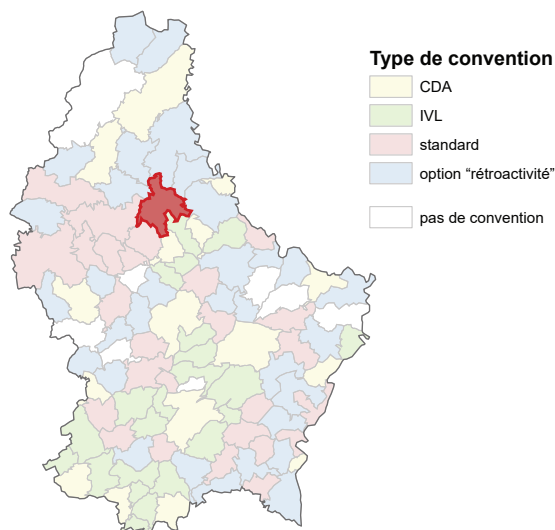 Type de convention
CDA
IVL
standard
option “rétroactivité”
pas de convention